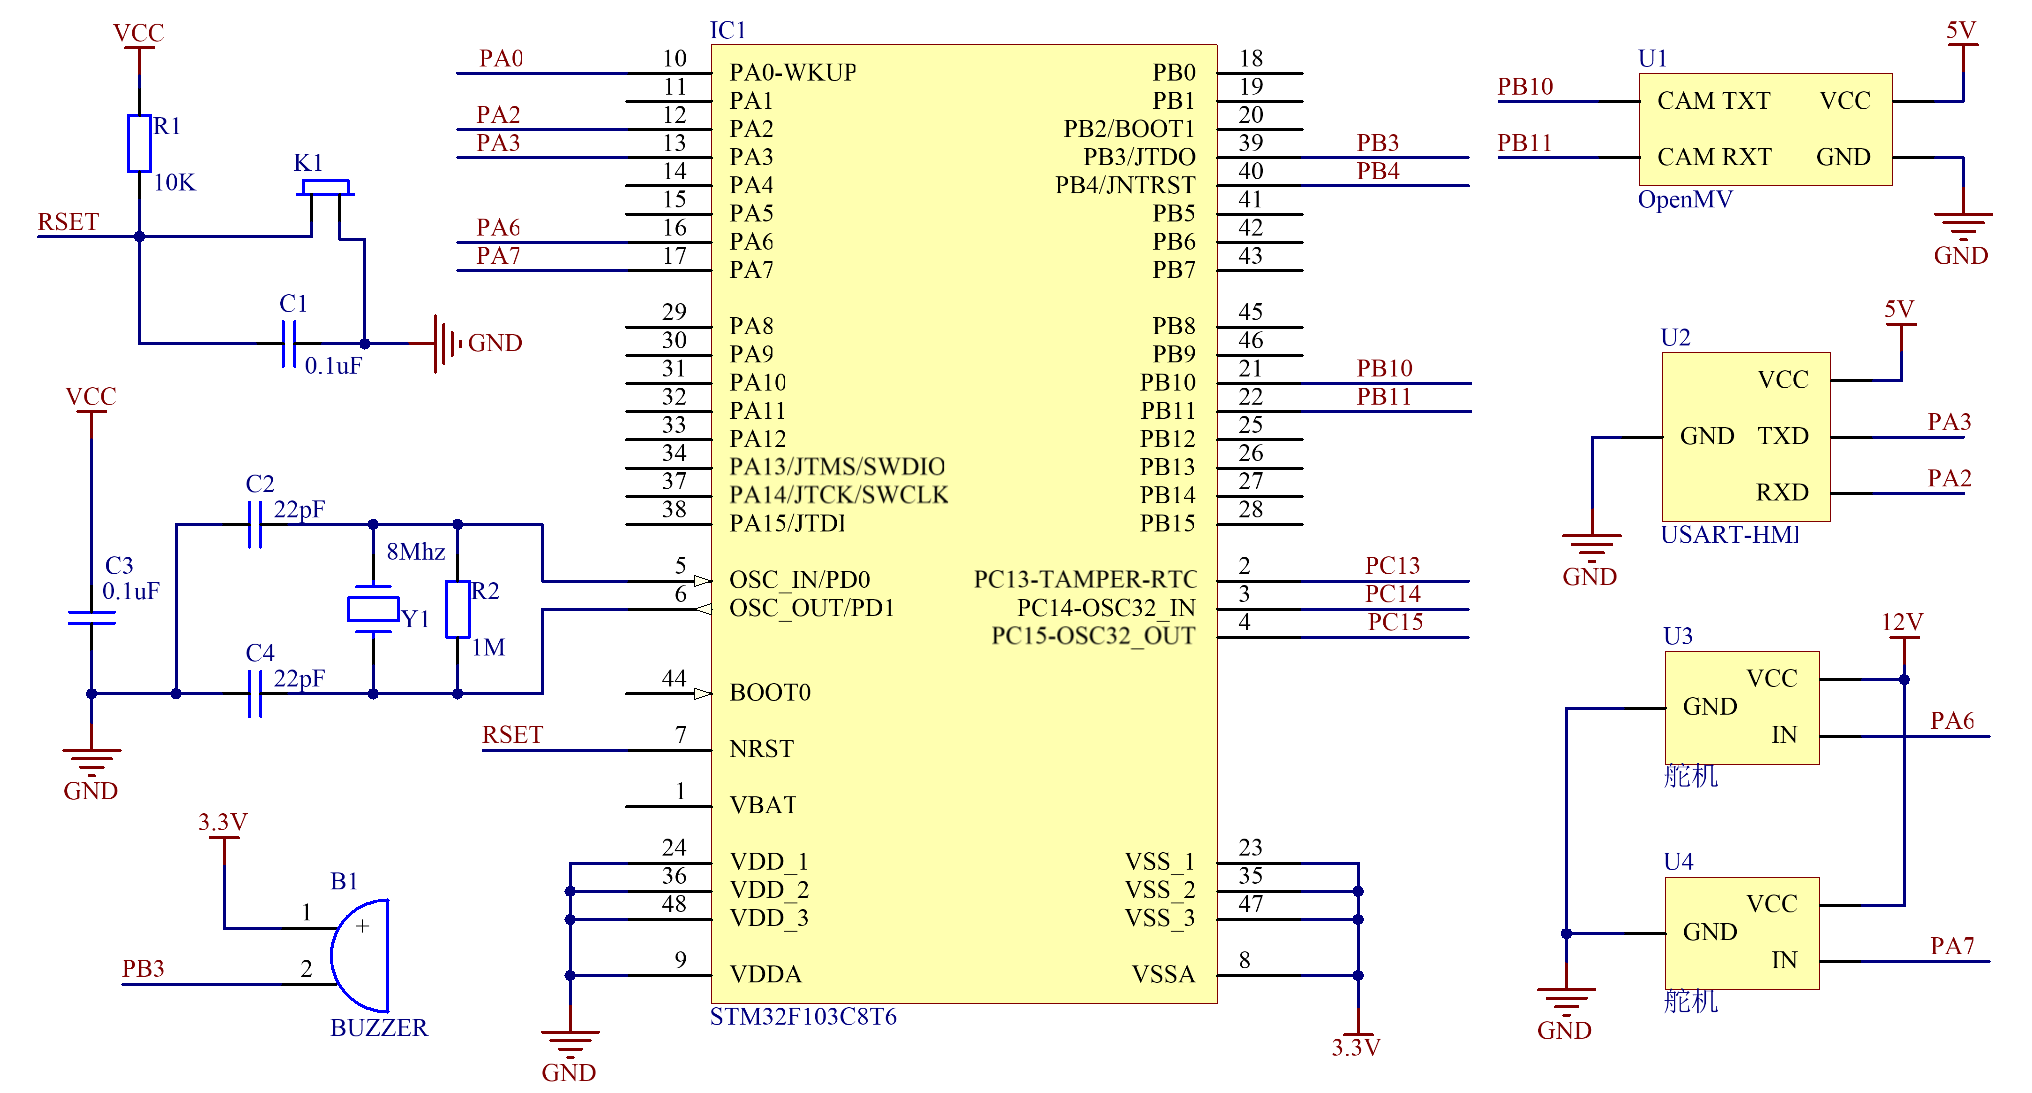 VCC
R1
10K
K1
RSET
C1
0.1uF
GND
VCC
C2
22pF
C3
0.1uF
8Mhz
Y1
R2
1M
C4
22pF
GND
3.3V
B1
1
+
2
PB3
BUZZER
IC1
PA0 10 PA0-WKUP
11 PA1
PA2 12 PA2
PA3 13 PA3
14 PA4
15 PA5
PA6 16 PA6
PA7 17 PA7
29 PA8
30 PA9
31 PA10
32 PA11
33 PA12
34 PA13/JTMS/SWDIO
37 PA14/JTCK/SWCLK
38 PA15/JTDI
5 OSC_IN/PD0
6 OSC_OUT/PD1
44 BOOT0
RSET 7 NRST
1 VBAT
24 VDD_1
36 VDD_2
48 VDD_3
9 VDDA
GND
PB0 18
PB1 19
PB2/BOOT1 20
PB3/JTDO 39 PB3
PB4/JNTRST 40 PB4
PB5 41
PB6 42
PB7 43
PB8 45
PB9 46
PB10 21 PB10
PB11 22 PB11
PB12 25
PB13 26
PB14 27
PB15 28
PC13-TAMPER-RTC 2 PC13
PC14-OSC32_IN 3 PC14
PC15-OSC32_OUT 4 PC15
VSS_1 23
VSS_2 35
VSS_3 47
VSSA 8
3.3V
STM32F103C8T6
U1
5V
PB10 CAM TXT VCC
PB11 CAM RXT GND
OpenMV
GND
U2
5V
VCC
GND TXD PA3
RXD PA2
USART-HMI
GND
U3
12V
VCC
GND
IN PA6
舵机
U4
VCC
GND
IN PA7
舵机
GND